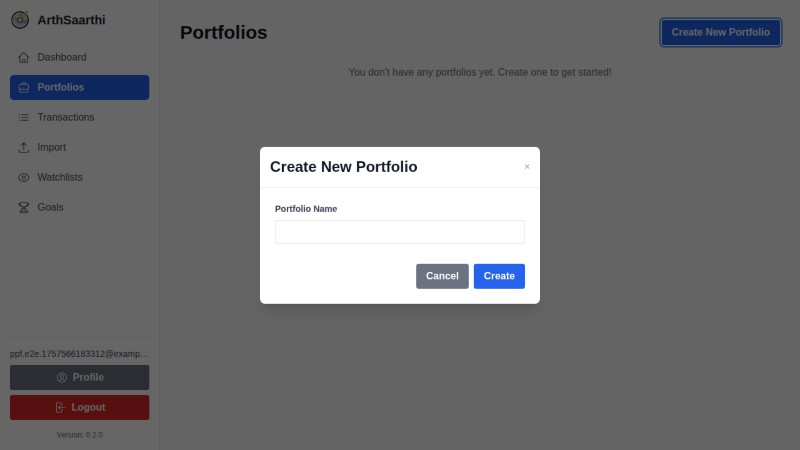 ArthSaarthi
Dashboard
Portfolios
Transactions
Import
Watchlists
Goals
ppf.e2e.1757566183312@examp...
Profile
Logout
Version: 0.2.0
Portfolios
Create New Portfolio
You don't have any portfolios yet. Create one to get started!
Create New Portfolio
×
Portfolio Name
Cancel
Create